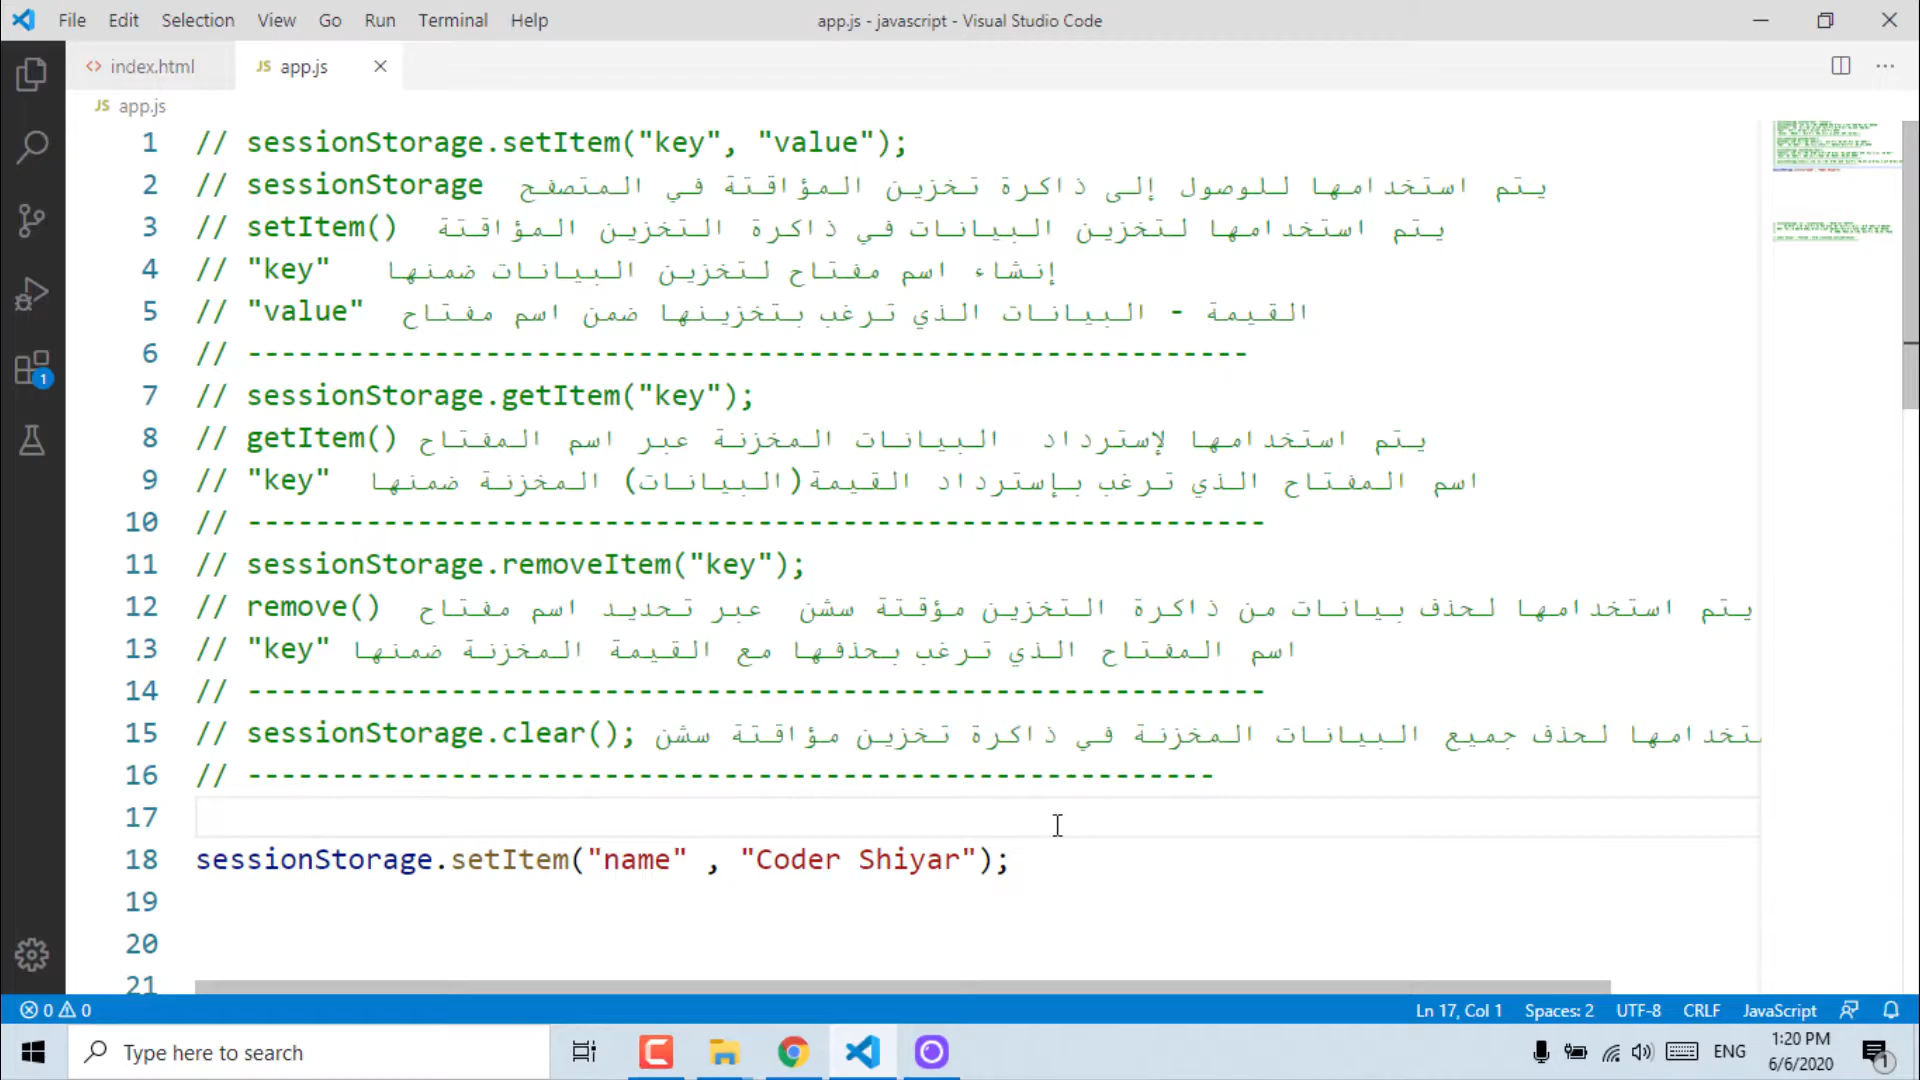 File Edit Selection View Go Run Terminal Help
app.js - javascript - Visual Studio Code
<> index.html
JS app.js
JS app.js
1 // sessionStorage.setItem("key", "value");
2 // sessionStorage يتم استخدامها للوصول إلى ذاكرة تخزين المؤاقتة في المتصفح
3 // setItem() يتم استخدامها لتخزين البيانات في ذاكرة التخزين المؤاقتة
4 // "key" إنشاء اسم مفتاح لتخزين البيانات ضمنها
5 // "value" القيمة - البيانات الذي ترغب بتخزينها ضمن اسم مفتاح
6 // -----------------------------------------------------------
7 // sessionStorage.getItem("key");
8 // getItem() يتم استخدامها لإسترداد البيانات المخزنة عبر اسم المفتاح
9 // "key" اسم المفتاح الذي ترغب بإسترداد القيمة(البيانات) المخزنة ضمنها
10 // ------------------------------------------------------------
11 // sessionStorage.removeItem("key");
12 // remove() يتم استخدامها لحذف بيانات من ذاكرة التخزين مؤقتة سشن عبر تحديد اسم مفتاح
13 // "key" اسم المفتاح الذي ترغب بحذفها مع القيمة المخزنة ضمنها
14 // ------------------------------------------------------------
15 // sessionStorage.clear(); ستخدامها لحذف جميع البيانات المخزنة في ذاكرة تخزين مؤاقتة سشن
16 // ---------------------------------------------------------
17
18 sessionStorage.setItem("name" , "Coder Shiyar");
19
20
21
1
0 0
Ln 17, Col 1 Spaces: 2 UTF-8 CRLF JavaScript
Type here to search
ENG
1:20 PM
6/6/2020
1